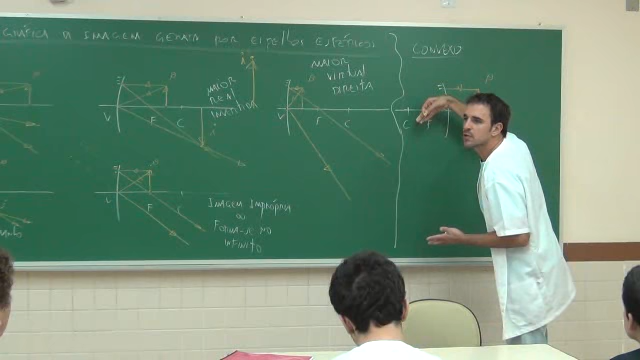 GRÁFICA DA IMAGEM GERADA POR ESPELHOS ESFÉRICOS
CONVEXO
MAIOR
REAL
INVERTIDA
MAIOR
VIRTUAL
DIREITA
V F C
V F C
C
V F
IMAGEM IMPRÓPRIA
OU
FORMA-SE NO
INFINITO